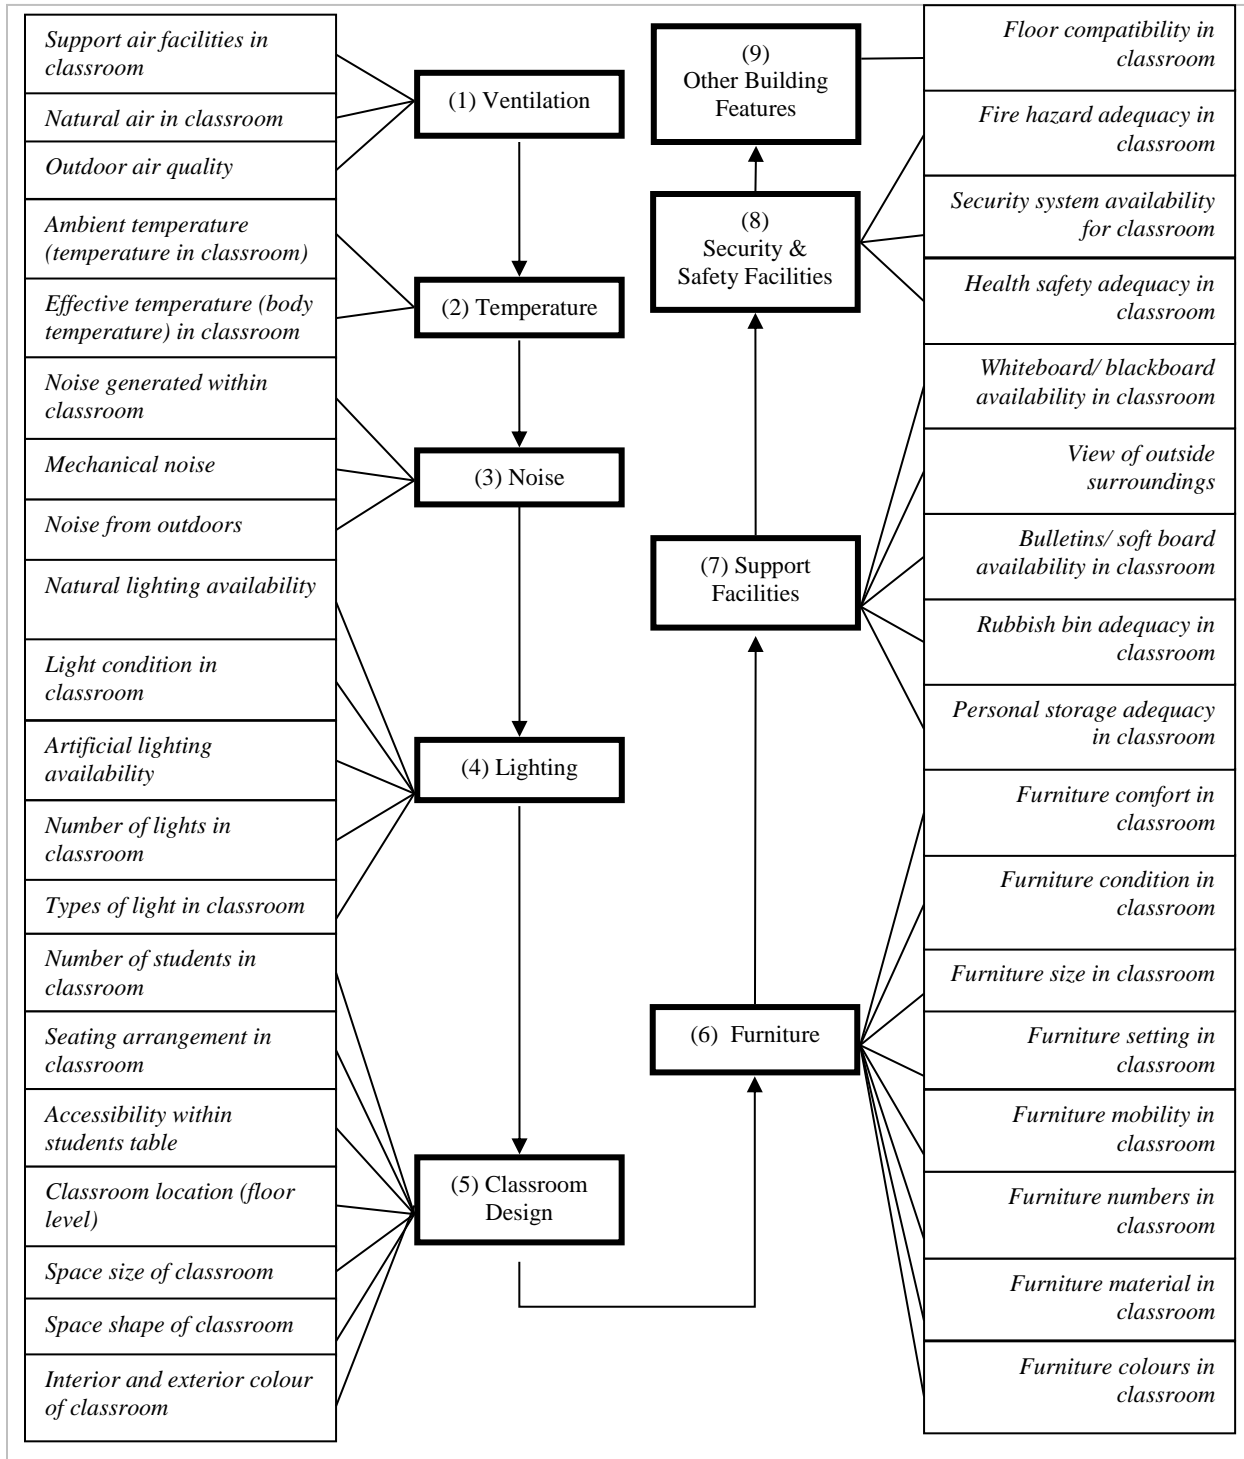 Support air facilities in
classroom
Natural air in classroom
Outdoor air quality
Ambient temperature
(temperature in classroom)
Effective temperature (body
temperature) in classroom
Noise generated within
classroom
Mechanical noise
Noise from outdoors
Natural lighting availability
Light condition in
classroom
Artificial lighting
availability
Number of lights in
classroom
Types of light in classroom
Number of students in
classroom
Seating arrangement in
classroom
Accessibility within
students table
Classroom location (floor
level)
Space size of classroom
Space shape of classroom
Interior and exterior colour
of classroom
(1) Ventilation
(2) Temperature
(3) Noise
(4) Lighting
(5) Classroom
Design
(9)
Other Building
Features
(8)
Security &
Safety Facilities
(7) Support
Facilities
(6) Furniture
Floor compatibility in
classroom
Fire hazard adequacy in
classroom
Security system availability
for classroom
Health safety adequacy in
classroom
Whiteboard/ blackboard
availability in classroom
View of outside
surroundings
Bulletins/ soft board
availability in classroom
Rubbish bin adequacy in
classroom
Personal storage adequacy
in classroom
Furniture comfort in
classroom
Furniture condition in
classroom
Furniture size in classroom
Furniture setting in
classroom
Furniture mobility in
classroom
Furniture numbers in
classroom
Furniture material in
classroom
Furniture colours in
classroom